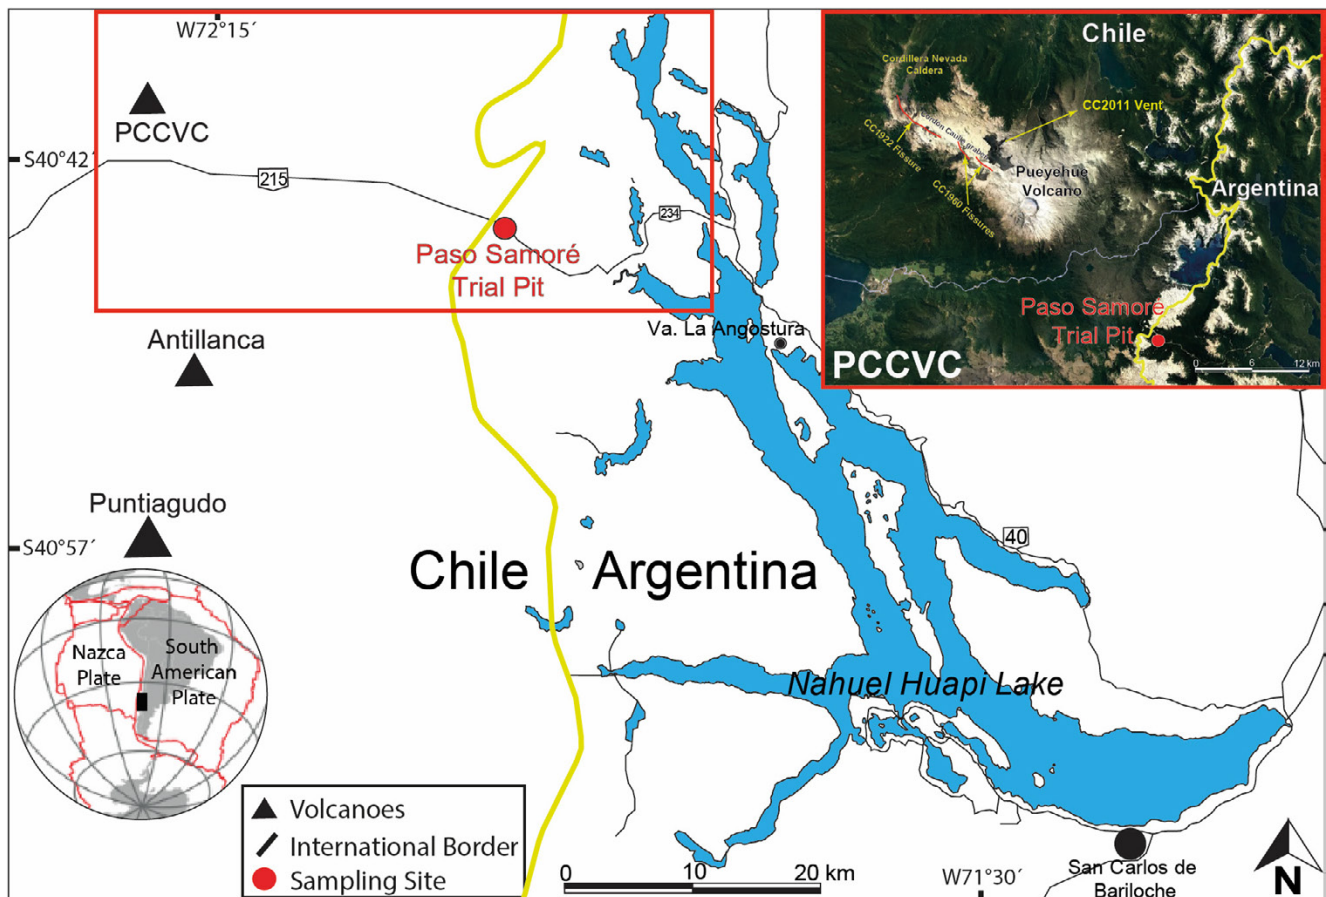 W72°15´
PCCVC
S40°42´
215
234
Paso Samoré
Trial Pit
Va. La Angostura
Antillanca
Puntiagudo
S40°57´
Chile
Argentina
40
Nahuel Huapi Lake
Nazca
Plate
South
American
Plate
Volcanoes
International Border
Sampling Site
0 10 20 km
W71°30´
San Carlos de
Bariloche
N
Chile
Cordillera Nevada
Caldera
CC2011 Vent
Cordon Caulle graben
CC1922 Fissure
CC1960 Fissures
Pueyehue
Volcano
Argentina
Paso Samoré
Trial Pit
PCCVC
0 6 12 km